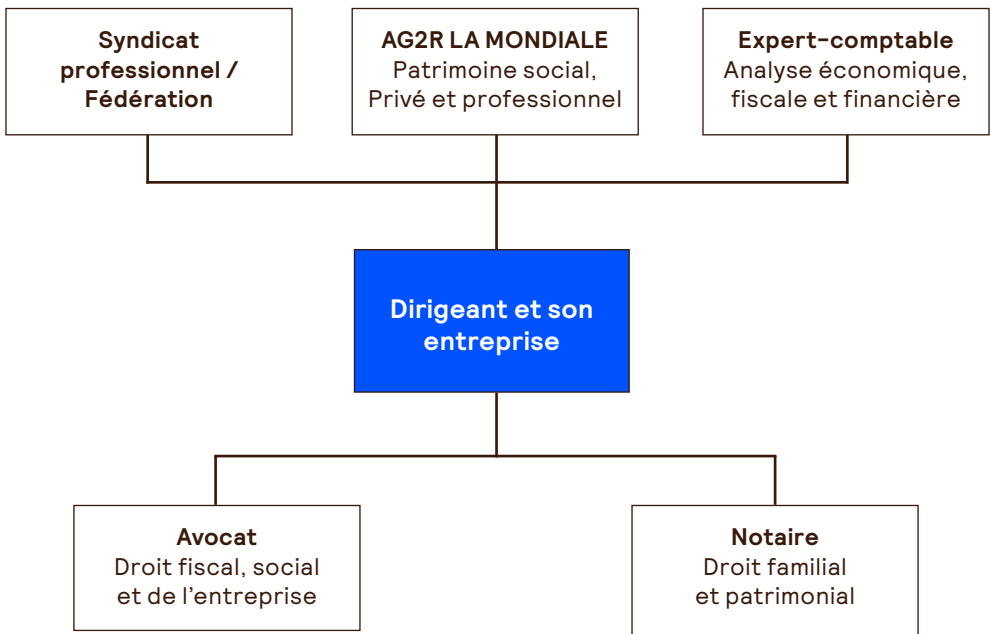 Syndicat
professionnel /
Fédération
AG2R LA MONDIALE
Patrimoine social,
Privé et professionnel
Expert-comptable
Analyse économique,
fiscale et financière
Dirigeant et son
entreprise
Avocat
Droit fiscal, social
et de l'entreprise
Notaire
Droit familial
et patrimonial